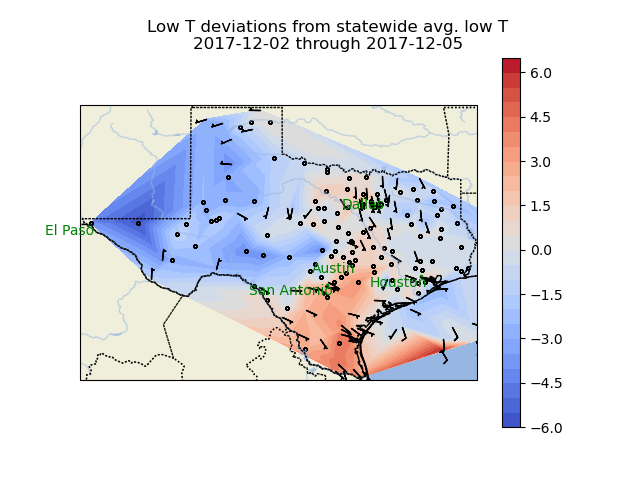 Low T deviations from statewide avg. low T
2017-12-02 through 2017-12-05
6.0
4.5
3.0
1.5
0.0
−1.5
−3.0
−4.5
−6.0
Dallas
El Paso
Austin
San Antonio
Houston